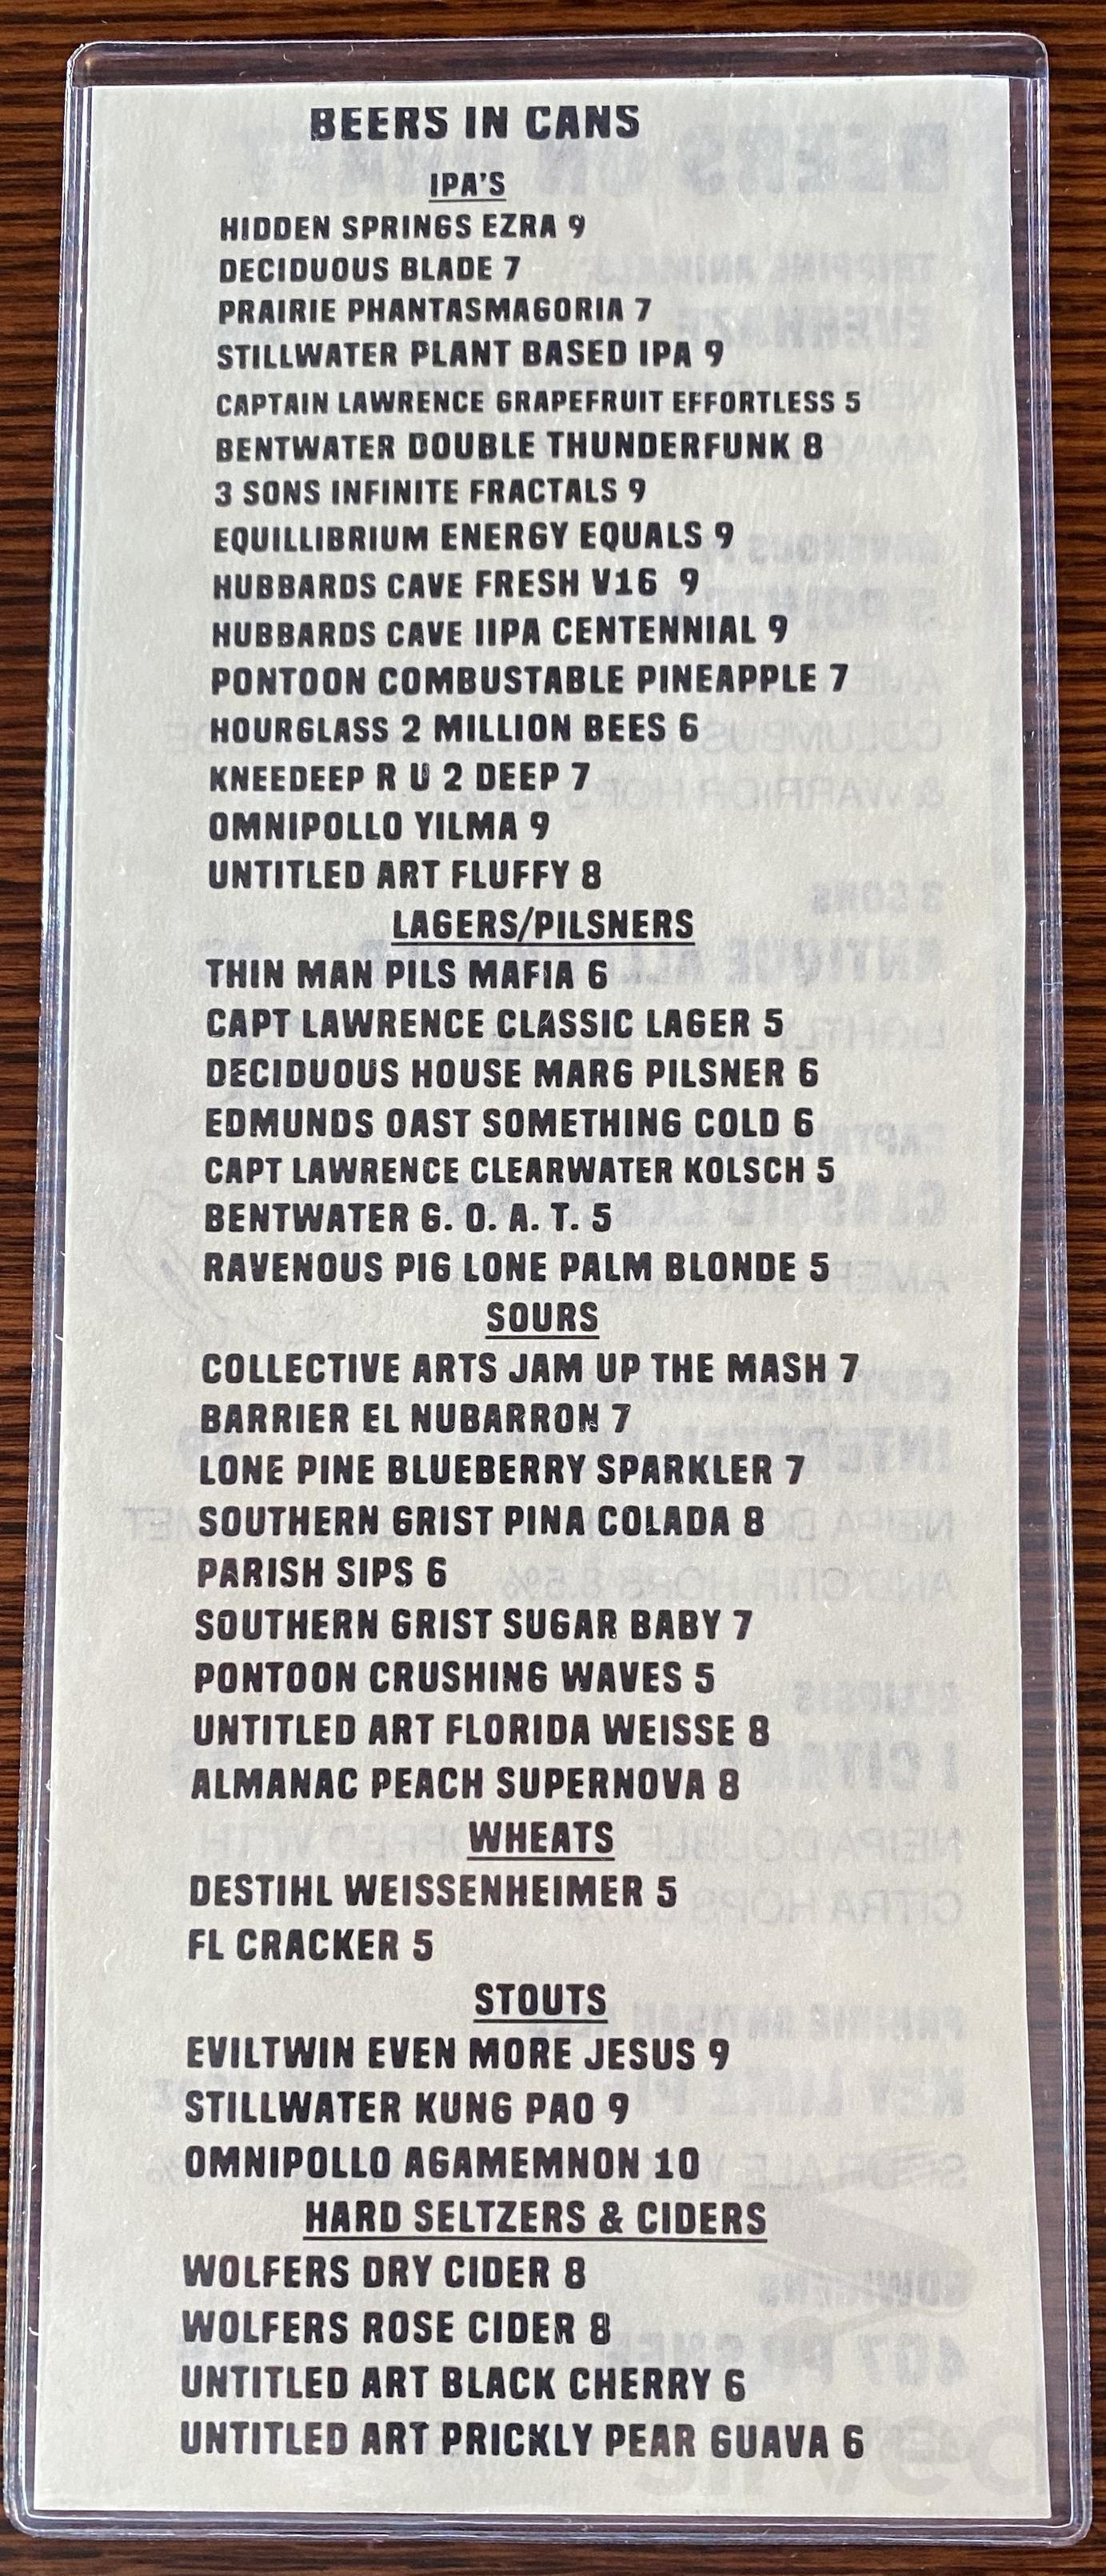 BEERS IN CANS
IPA'S
HIDDEN SPRINGS EZRA 9
DECIDUOUS BLADE 7
PRAIRIE PHANTASMAGORIA 7
STILLWATER PLANT BASED IPA 9
CAPTAIN LAWRENCE GRAPEFRUIT EFFORTLESS 5
BENTWATER DOUBLE THUNDERFUNK 8
3 SONS INFINITE FRACTALS 9
EQUILLIBRIUM ENERGY EQUALS 9
HUBBARDS CAVE FRESH V16 9
HUBBARDS CAVE IIPA CENTENNIAL 9
PONTOON COMBUSTABLE PINEAPPLE 7
HOURGLASS 2 MILLION BEES 6
KNEEDEEP R U 2 DEEP 7
OMNIPOLLO YILMA 9
UNTITLED ART FLUFFY 8
LAGERS/PILSNERS
THIN MAN PILS MAFIA 6
CAPT LAWRENCE CLASSIC LAGER 5
DECIDUOUS HOUSE MARG PILSNER 6
EDMUNDS OAST SOMETHING COLD 6
CAPT LAWRENCE CLEARWATER KOLSCH 5
BENTWATER G. O. A. T. 5
RAVENOUS PIG LONE PALM BLONDE 5
SOURS
COLLECTIVE ARTS JAM UP THE MASH 7
BARRIER EL NUBARRON 7
LONE PINE BLUEBERRY SPARKLER 7
SOUTHERN GRIST PINA COLADA 8
PARISH SIPS 6
SOUTHERN GRIST SUGAR BABY 7
PONTOON CRUSHING WAVES 5
UNTITLED ART FLORIDA WEISSE 8
ALMANAC PEACH SUPERNOVA 8
WHEATS
DESTIHL WEISSENHEIMER 5
FL CRACKER 5
STOUTS
EVILTWIN EVEN MORE JESUS 9
STILLWATER KUNG PAO 9
OMNIPOLLO AGAMEMNON 10
HARD SELTZERS & CIDERS
WOLFERS DRY CIDER 8
WOLFERS ROSE CIDER 8
UNTITLED ART BLACK CHERRY 6
UNTITLED ART PRICKLY PEAR GUAVA 6